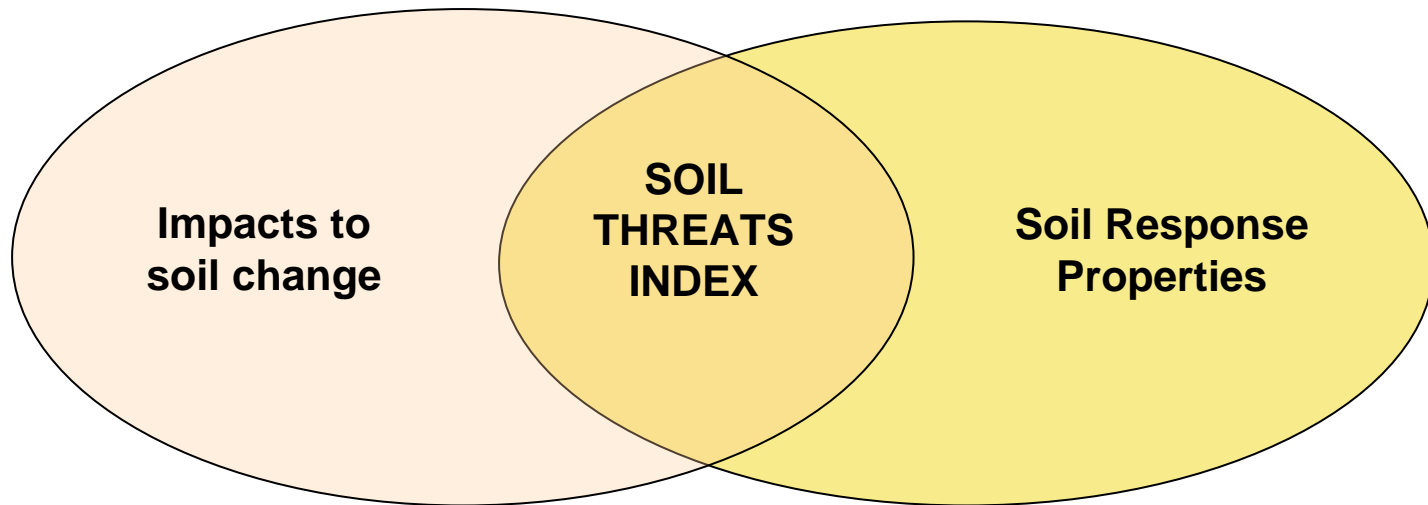 Impacts to
soil change
SOIL
THREATS
INDEX
Soil Response
Properties